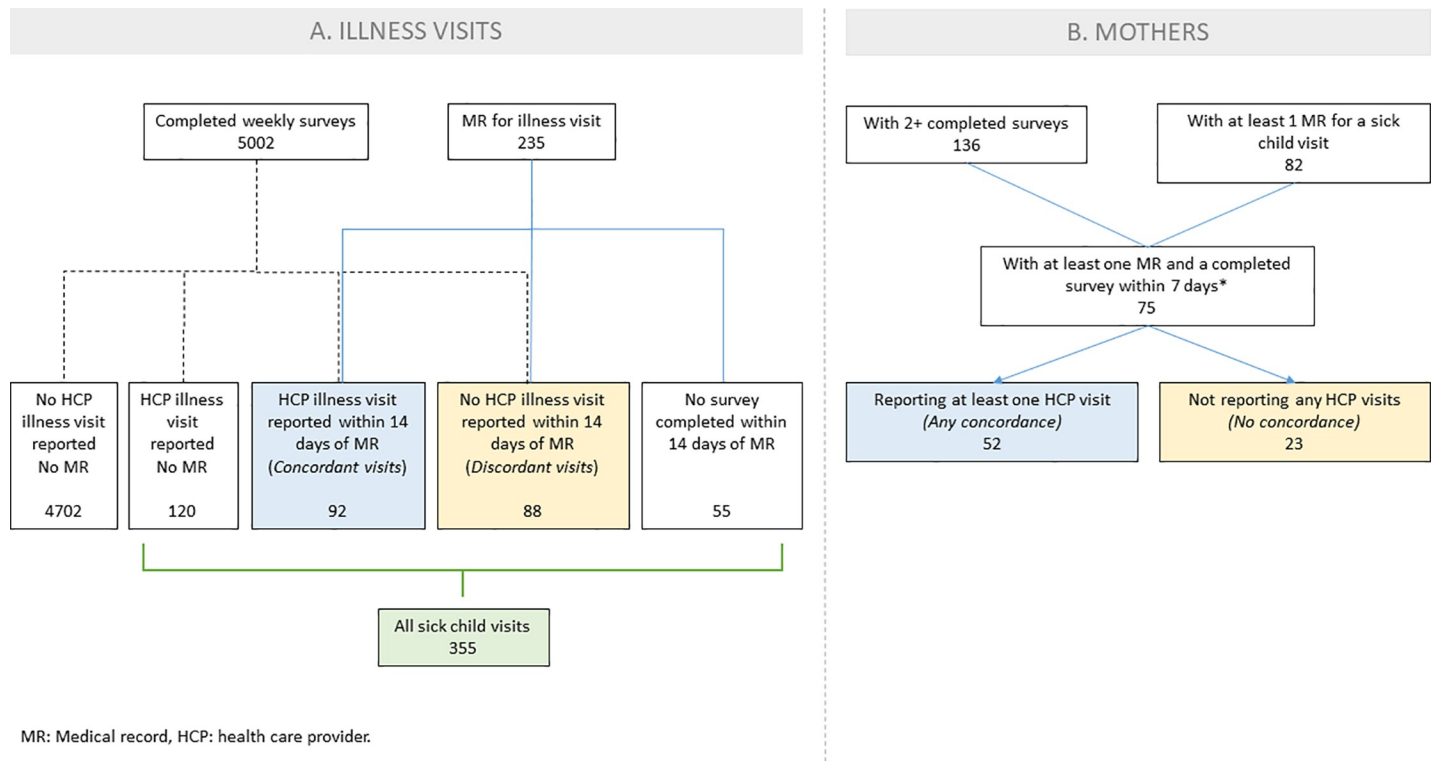 A. ILLNESS VISITS
Completed weekly surveys
5002
MR for illness visit
235
No HCP
illness visit
reported
No MR
4702
HCP illness
visit
reported
No MR
120
HCP illness visit
reported within 14
days of MR
(Concordant visits)
92
No HCP illness visit
reported within 14
days of MR
(Discordant visits)
88
No survey
completed within
14 days of MR
55
All sick child visits
355
MR: Medical record, HCP: health care provider.
B. MOTHERS
With 2+ completed surveys
136
With at least 1 MR for a sick
child visit
82
With at least one MR and a completed
survey within 7 days*
75
Reporting at least one HCP visit
(Any concordance)
52
Not reporting any HCP visits
(No concordance)
23